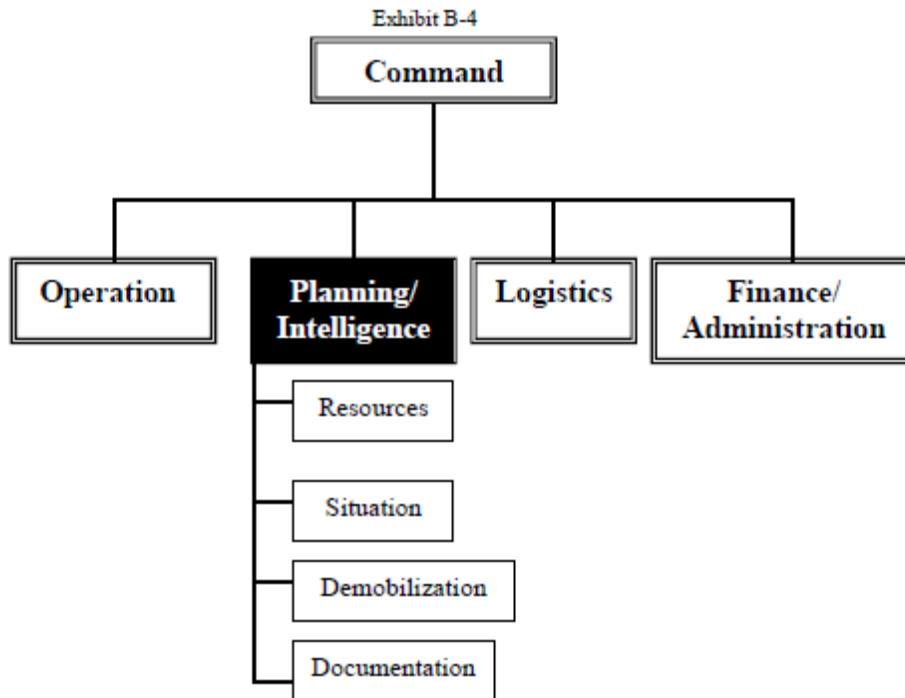 Exhibit B-4
Command
Operation
Planning/
Intelligence
Logistics
Finance/
Administration
Resources
Situation
Demobilization
Documentation